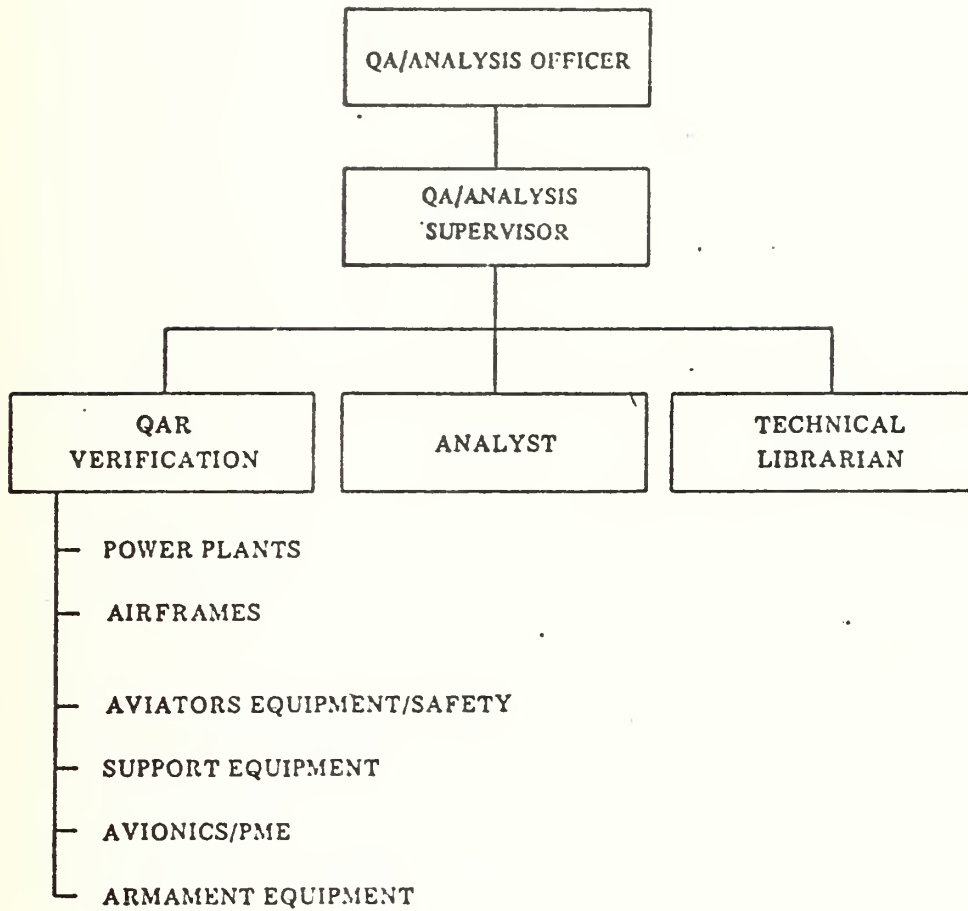 QA/ANALYSIS OFFICER
QA/ANALYSIS
SUPERVISOR
QAR
VERIFICATION
ANALYST
TECHNICAL
LIBRARIAN
POWER PLANTS
AIRFRAMES
AVIATORS EQUIPMENT/SAFETY
SUPPORT EQUIPMENT
AVIONICS/PME
ARMAMENT EQUIPMENT